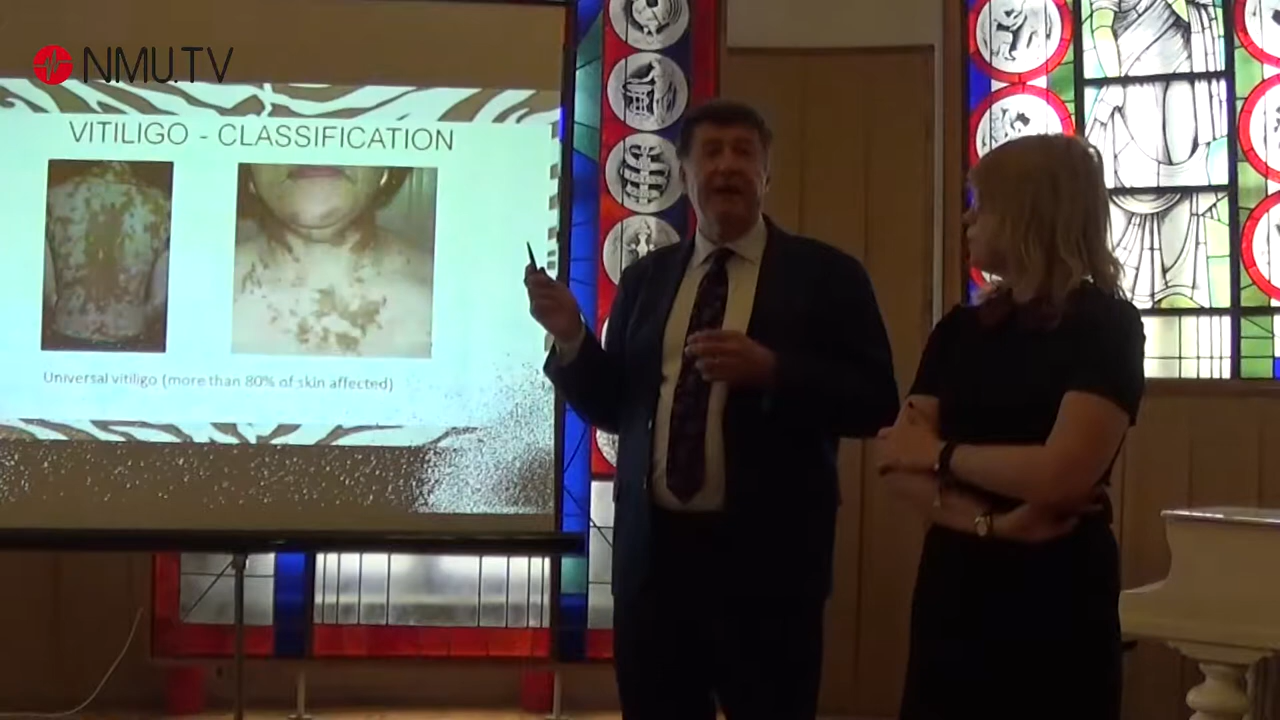 NMU.TV
VITILIGO - CLASSIFICATION
Universal vitiligo (more than 80% of skin affected)